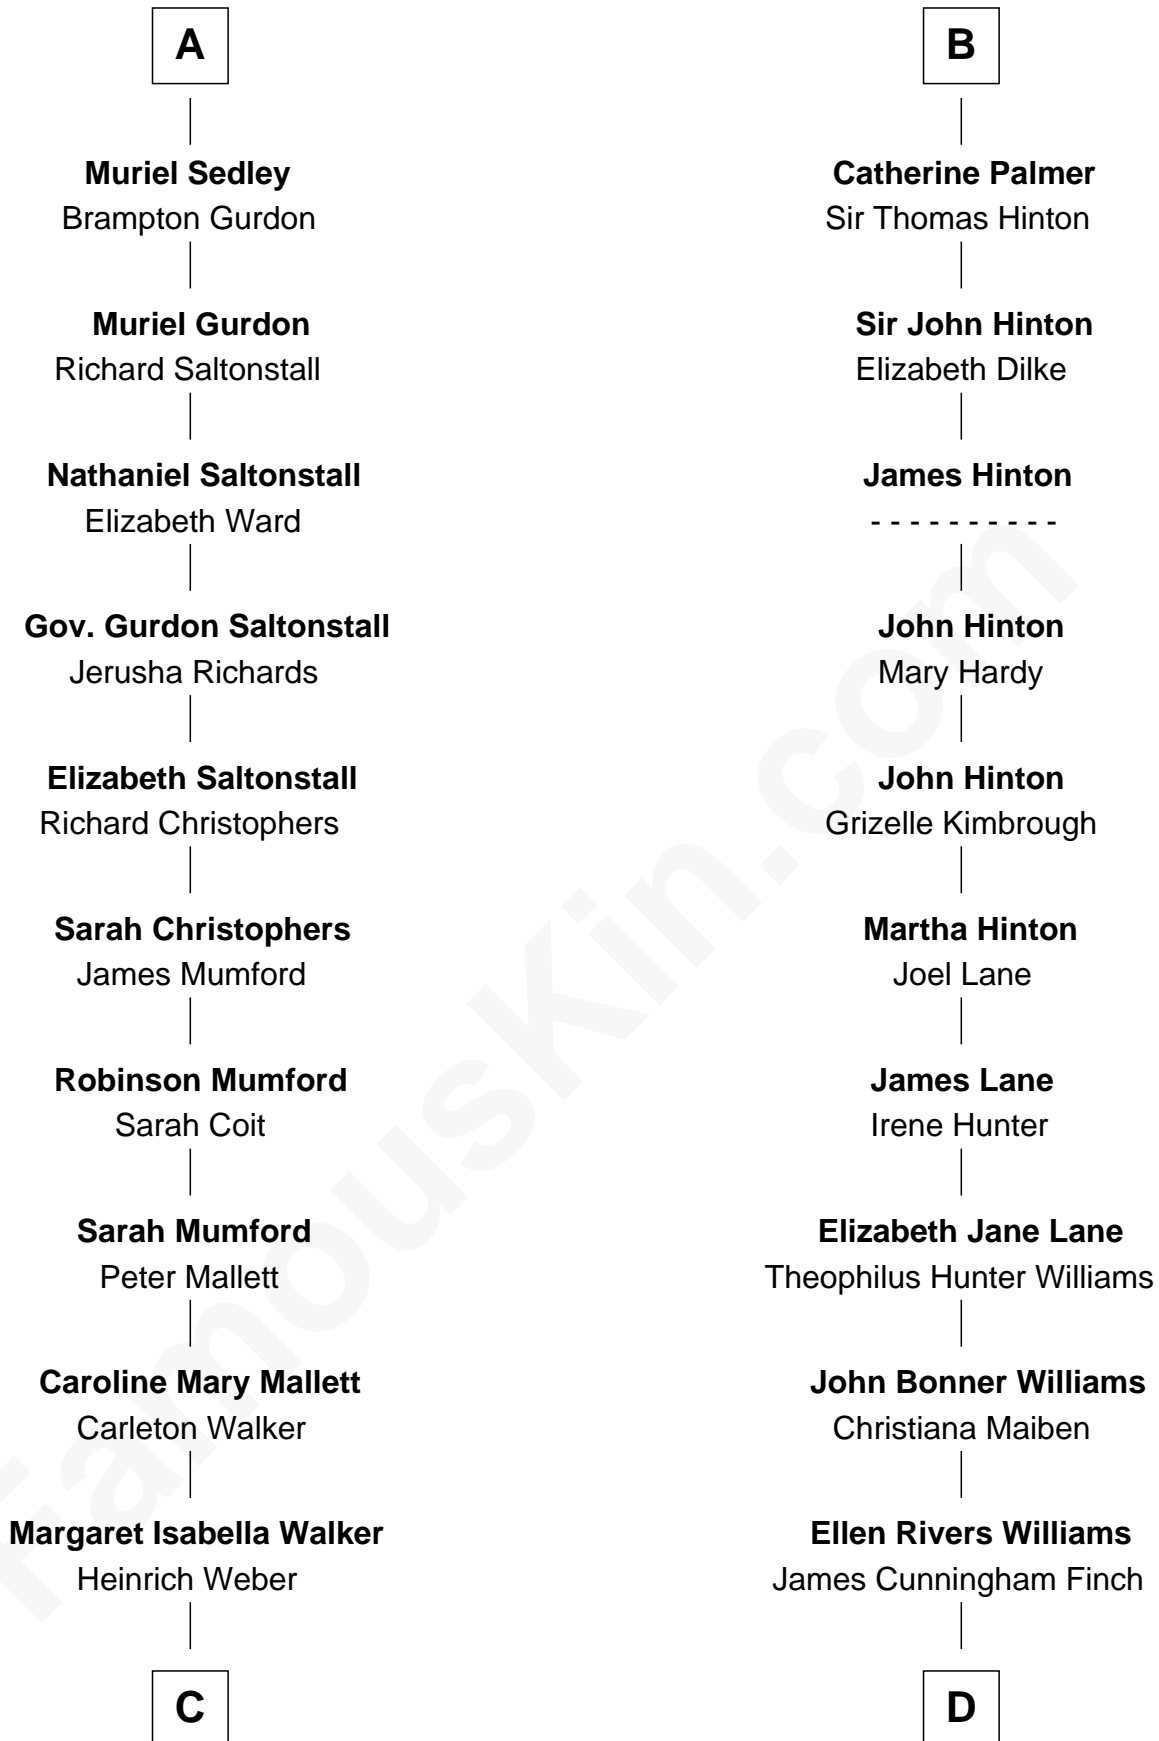 A
Muriel Sedley
Brampton Gurdon
Muriel Gurdon
Richard Saltonstall
Nathaniel Saltonstall
Elizabeth Ward
Gov. Gurdon Saltonstall
Jerusha Richards
Elizabeth Saltonstall
Richard Christophers
Sarah Christophers
James Mumford
Robinson Mumford
Sarah Coit
Sarah Mumford
Peter Mallett
Caroline Mary Mallett
Carleton Walker
Margaret Isabella Walker
Heinrich Weber
C
B
Catherine Palmer
Sir Thomas Hinton
Sir John Hinton
Elizabeth Dilke
James Hinton
- - - - - - - - - -
John Hinton
Mary Hardy
John Hinton
Grizelle Kimbrough
Martha Hinton
Joel Lane
James Lane
Irene Hunter
Elizabeth Jane Lane
Theophilus Hunter Williams
John Bonner Williams
Christiana Maiben
Ellen Rivers Williams
James Cunningham Finch
D
FamousKin.com